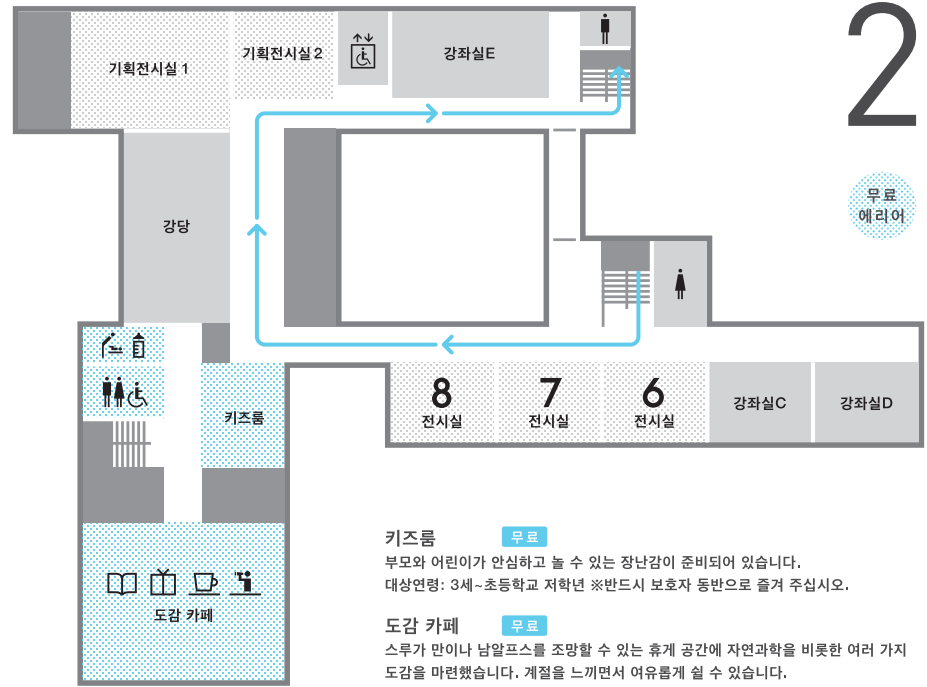 2
기획전시실 1
기획전시실 2
강좌실E
무료
에리어
강당
키즈룸
8
전시실
7
전시실
6
전시실
강좌실C
강좌실D
도감 카페
키즈룸 무료
부모와 어린이가 안심하고 놀 수 있는 장난감이 준비되어 있습니다.
대상연령: 3세~초등학교 저학년 ※반드시 보호자 동반으로 즐겨 주십시오.
도감 카페 무료
스루가 만이나 남알프스를 조망할 수 있는 휴게 공간에 자연과학을 비롯한 여러 가지
도감을 마련했습니다. 계절을 느끼면서 여유롭게 쉴 수 있습니다.